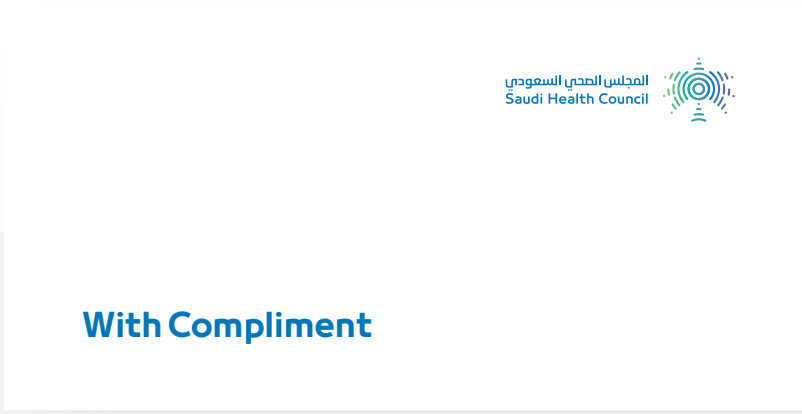 المجلس الصحي السعودي
Saudi Health Council
With Compliment